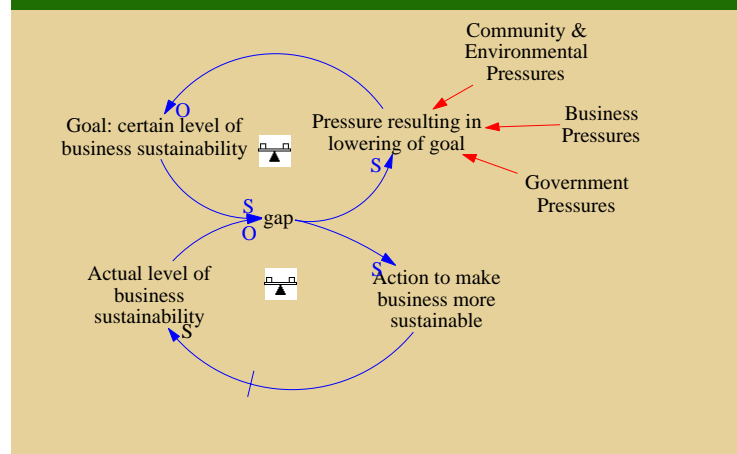 Community &
Environmental
Pressures
O
Goal: certain level of
business sustainability
Pressure resulting in
lowering of goal
Business
Pressures
S
Government
Pressures
S
gap
O
Actual level of
business
sustainability
S
S
Action to make
business more
sustainable